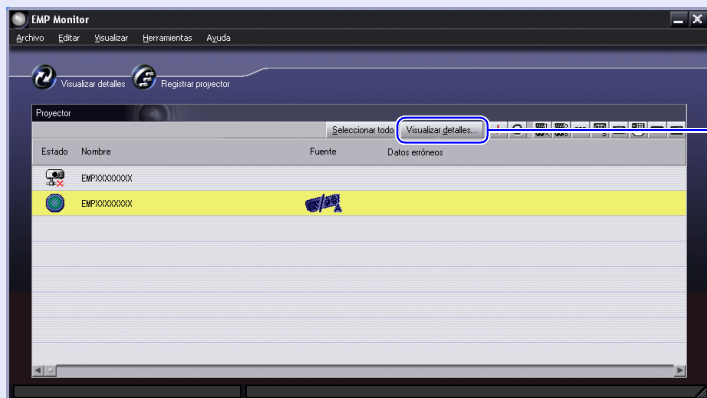 EMP Monitor
Archivo Editar Visualizar Herramientas Ayuda
Visualizar detalles Registrar proyector
Proyector
Seleccionar todo Visualizar detalles...
Estado Nombre Fuente Datos erróneos
EMPXXXXXXXX
EMPXXXXXXXX